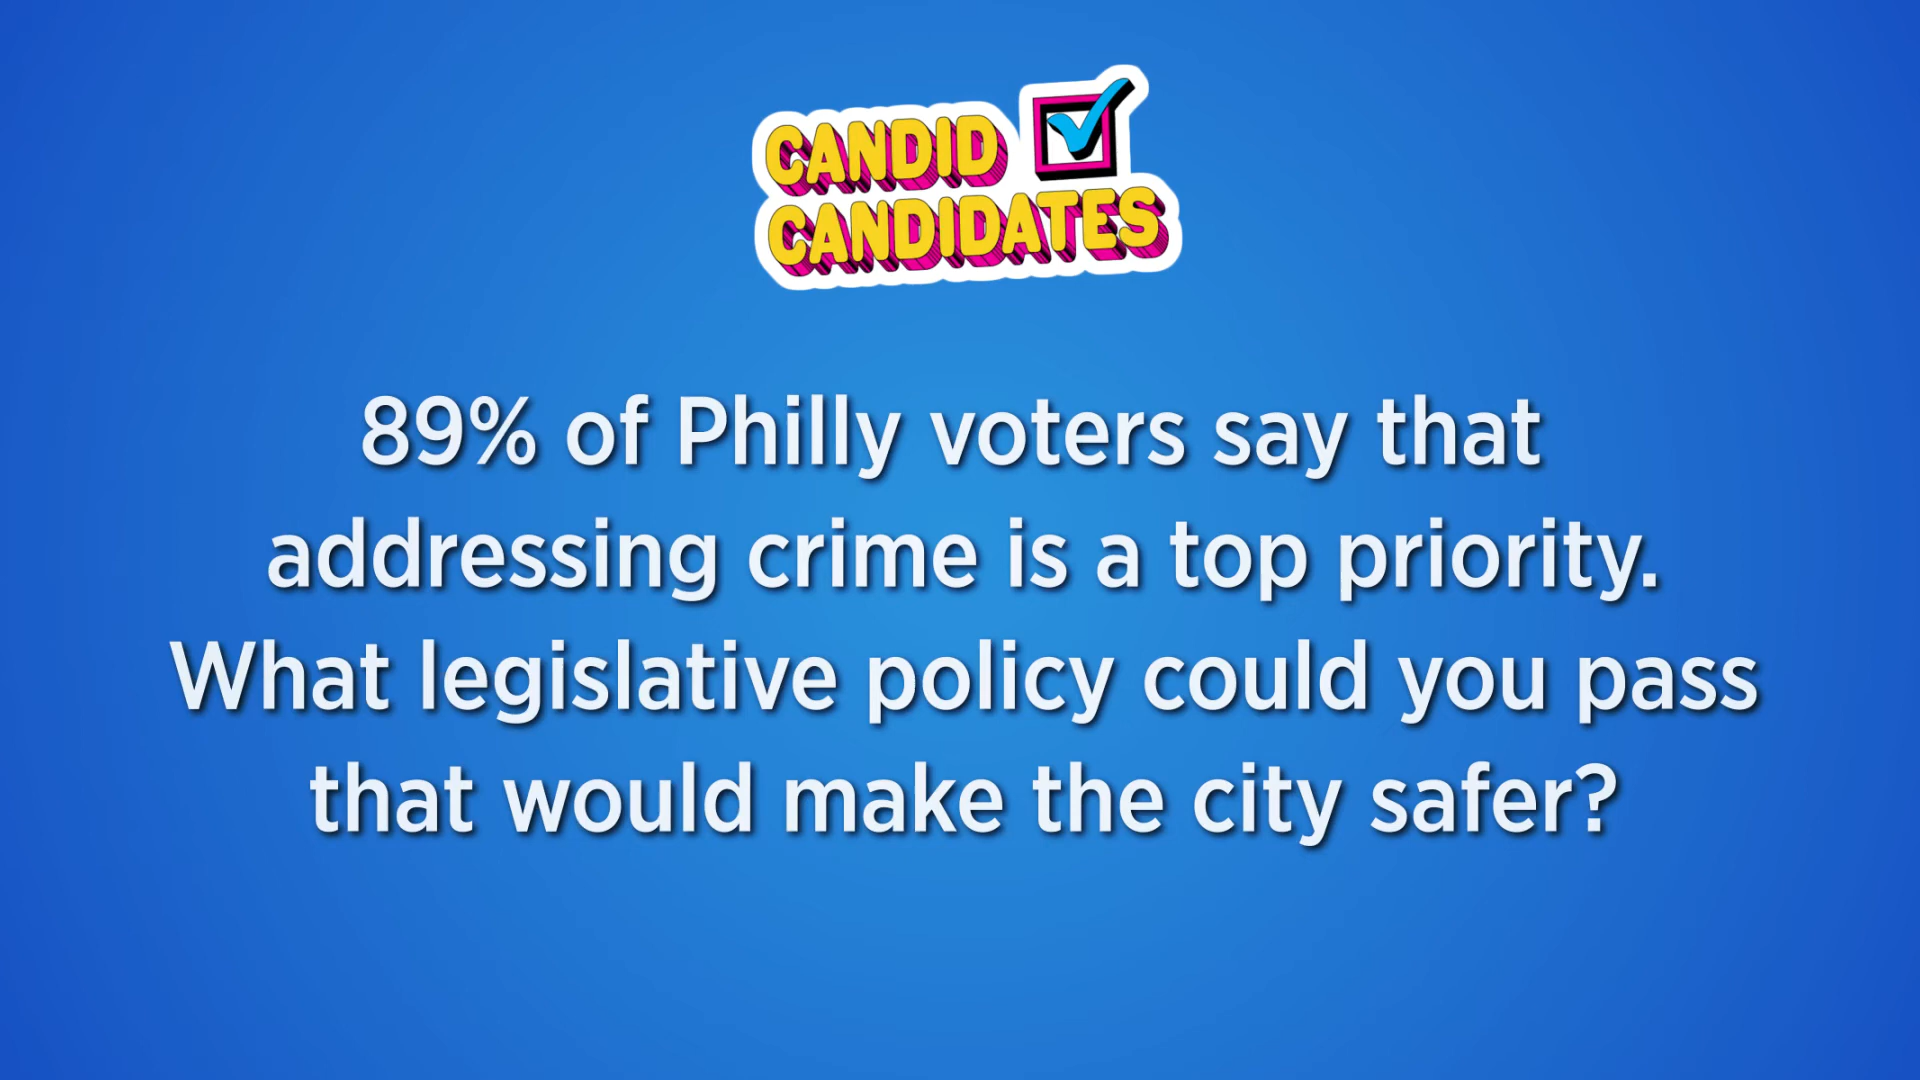 CANDID
CANDIDATES
89% of Philly voters say that
addressing crime is a top priority.
What legislative policy could you pass
that would make the city safer?